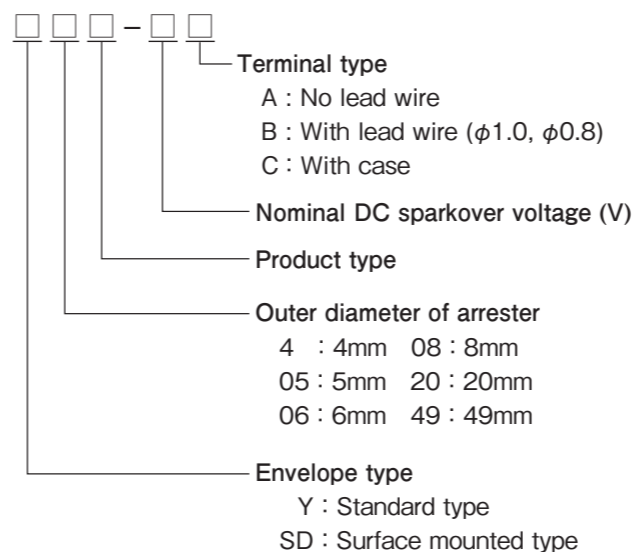 □ □ □ - □ □
Terminal type
A : No lead wire
B : With lead wire (φ1.0, φ0.8)
C : With case
Nominal DC sparkover voltage (V)
Product type
Outer diameter of arrester
4 : 4mm 08 : 8mm
05 : 5mm 20 : 20mm
06 : 6mm 49 : 49mm
Envelope type
Y : Standard type
SD : Surface mounted type